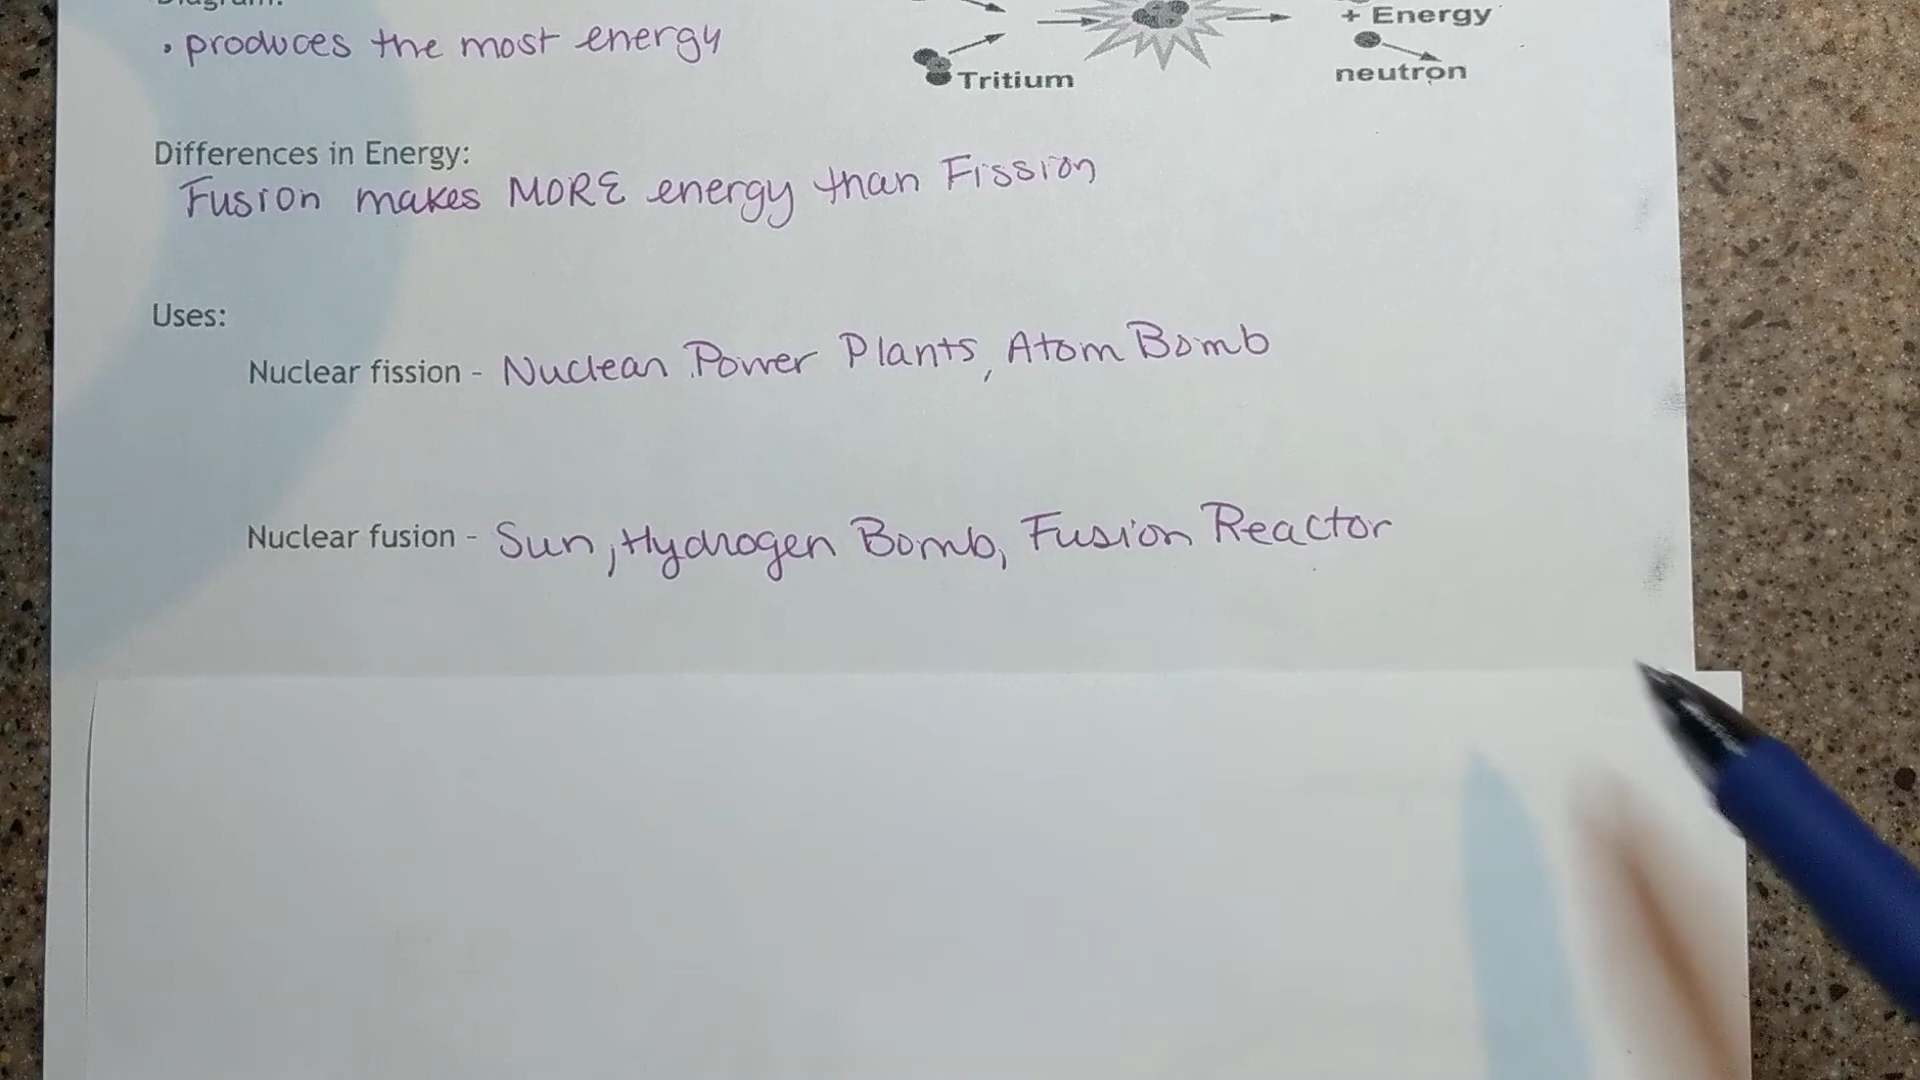 Diagram:
+ Energy
• produces the most energy
Tritium
neutron
Differences in Energy:
Fusion makes MORE energy than Fission
Uses:
Nuclear fission - Nuclear Power Plants, Atom Bomb
Nuclear fusion - Sun, Hydrogen Bomb, Fusion Reactor